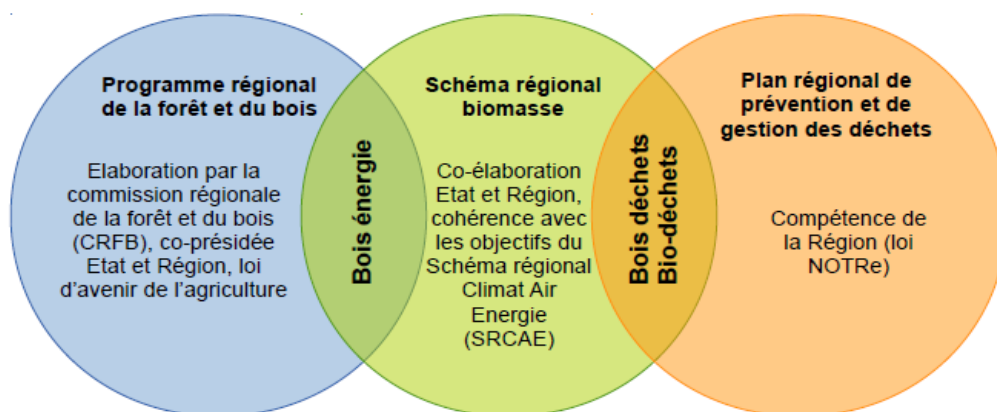 Programme régional
de la forêt et du bois
Elaboration par la
commission régionale
de la forêt et du bois
(CRFB), co-présidée
Etat et Région, loi
d'avenir de l'agriculture
Bois énergie
Schéma régional
biomasse
Co-élaboration
Etat et Région,
cohérence avec
les objectifs du
Schéma régional
Climat Air
Energie
(SRCAE)
Bois déchets
Bio-déchets
Plan régional de
prévention et de
gestion des déchets
Compétence de
la Région (loi
NOTRe)